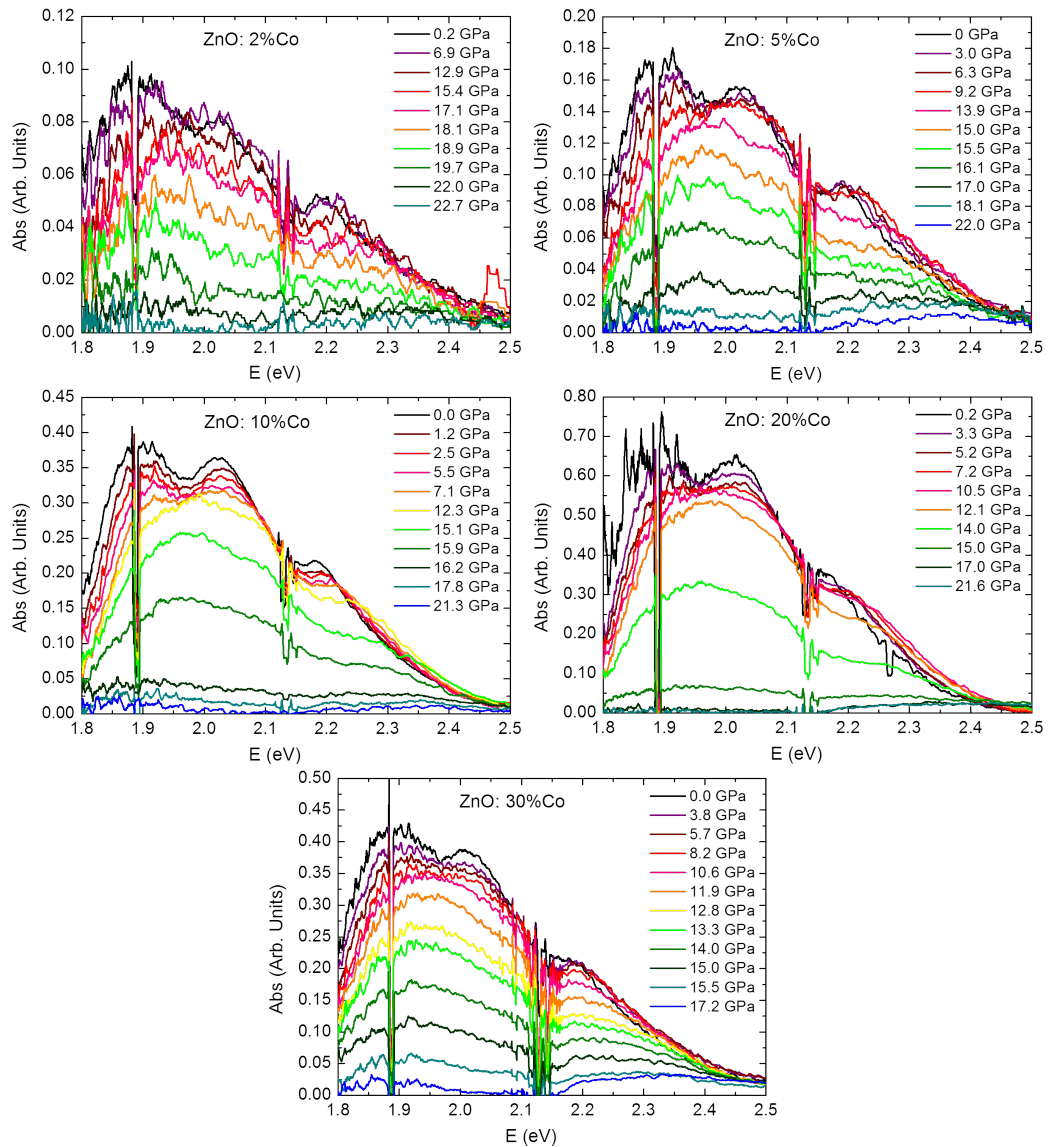 ZnO: 2%Co
0.2 GPa
6.9 GPa
12.9 GPa
15.4 GPa
17.1 GPa
18.1 GPa
18.9 GPa
19.7 GPa
22.0 GPa
22.7 GPa
0.12
0.10
0.08
0.06
0.04
0.02
0.00
Abs (Arb. Units)
1.8 1.9 2.0 2.1 2.2 2.3 2.4 2.5
E (eV)
ZnO: 5%Co
0 GPa
3.0 GPa
6.3 GPa
9.2 GPa
13.9 GPa
15.0 GPa
15.5 GPa
16.1 GPa
17.0 GPa
18.1 GPa
22.0 GPa
0.20
0.18
0.16
0.14
0.12
0.10
0.08
0.06
0.04
0.02
0.00
Abs (Arb. Units)
1.8 1.9 2.0 2.1 2.2 2.3 2.4 2.5
E (eV)
ZnO: 10%Co
0.0 GPa
1.2 GPa
2.5 GPa
5.5 GPa
7.1 GPa
12.3 GPa
15.1 GPa
15.9 GPa
16.2 GPa
17.8 GPa
21.3 GPa
0.45
0.40
0.35
0.30
0.25
0.20
0.15
0.10
0.05
0.00
Abs (Arb. Units)
1.8 1.9 2.0 2.1 2.2 2.3 2.4 2.5
E (eV)
ZnO: 20%Co
0.2 GPa
3.3 GPa
5.2 GPa
7.2 GPa
10.5 GPa
12.1 GPa
14.0 GPa
15.0 GPa
17.0 GPa
21.6 GPa
0.80
0.70
0.60
0.50
0.40
0.30
0.20
0.10
0.00
Abs (Arb. Units)
1.8 1.9 2.0 2.1 2.2 2.3 2.4 2.5
E (eV)
ZnO: 30%Co
0.0 GPa
3.8 GPa
5.7 GPa
8.2 GPa
10.6 GPa
11.9 GPa
12.8 GPa
13.3 GPa
14.0 GPa
15.0 GPa
15.5 GPa
17.2 GPa
0.50
0.45
0.40
0.35
0.30
0.25
0.20
0.15
0.10
0.05
0.00
Abs (Arb. Units)
1.8 1.9 2.0 2.1 2.2 2.3 2.4 2.5
E (eV)